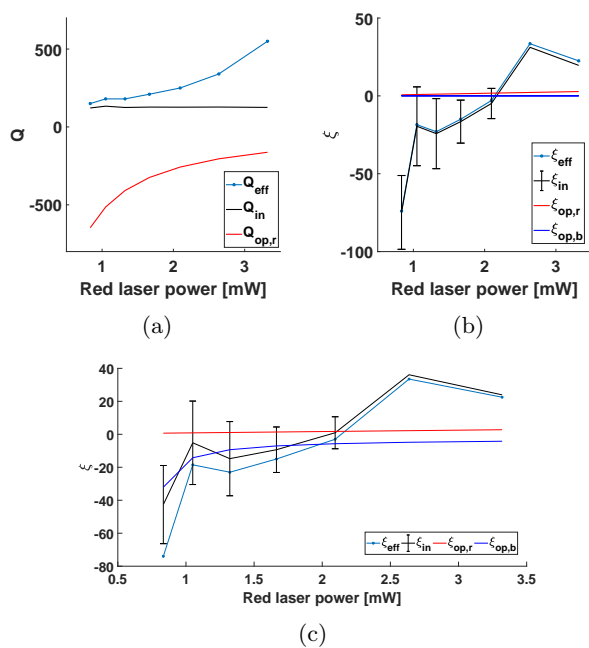 500
0
-500
Q
1
2
3
Red laser power [mW]
Q_eff
Q_in
Q_op,r
(a)
50
0
-50
-100
ξ
1
2
3
Red laser power [mW]
ξ_eff
ξ_in
ξ_op,r
ξ_op,b
(b)
40
20
0
-20
-40
-60
-80
ξ
0.5
1
1.5
2
2.5
3
3.5
Red laser power [mW]
ξ_eff ξ_in ξ_op,r ξ_op,b
(c)